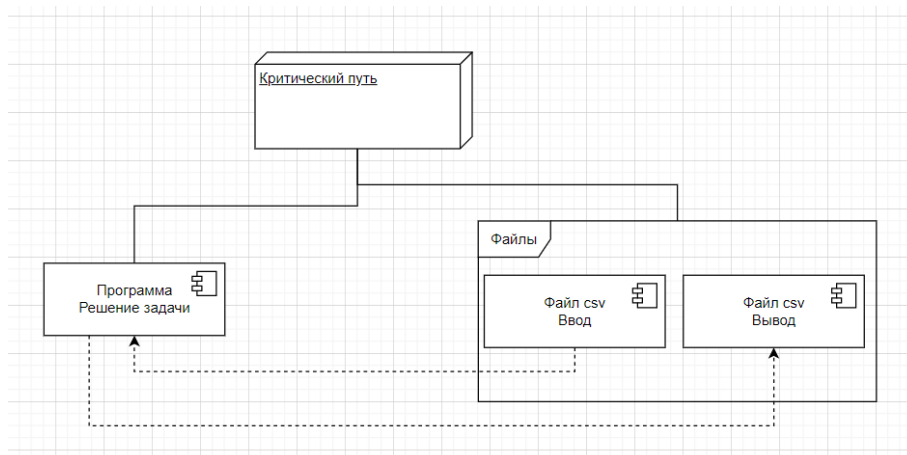 Критический путь
Файлы
Программа
Решение задачи
Файл csv
Ввод
Файл csv
Вывод